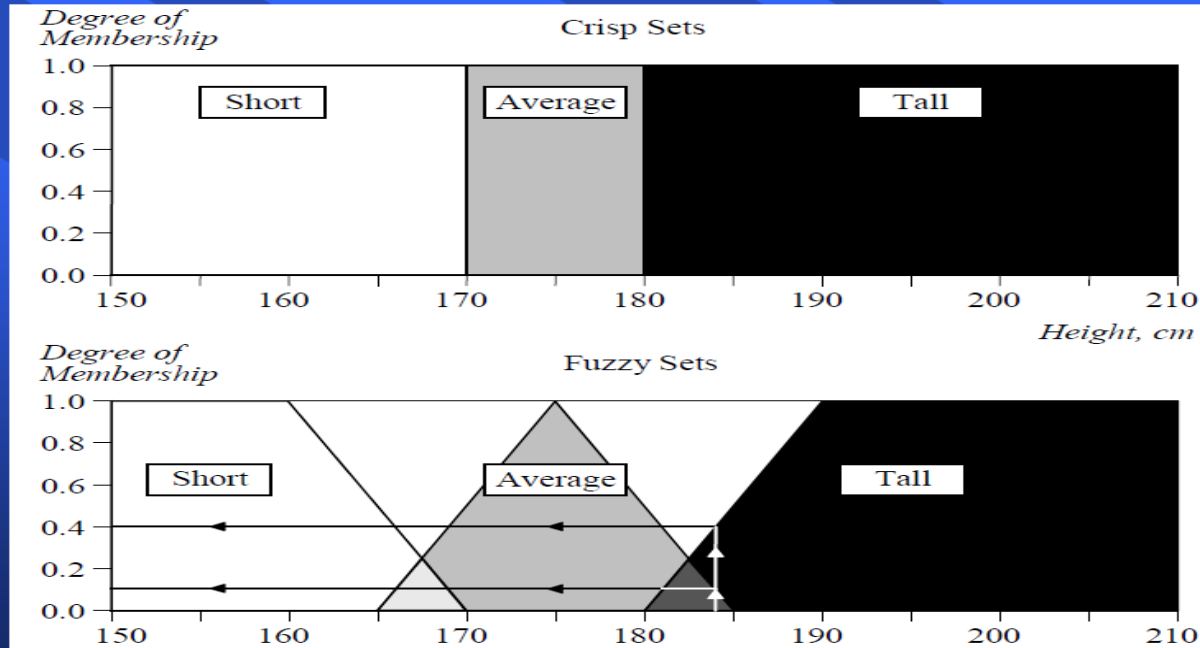 Degree of
Membership
Crisp Sets
1.0
Short
Average
Tall
0.8
0.6
0.4
0.2
0.0
150 160 170 180 190 200 210
Height, cm
Degree of
Membership
Fuzzy Sets
1.0
0.8
Short
Average
Tall
0.6
0.4
0.2
0.0
150 160 170 180 190 200 210